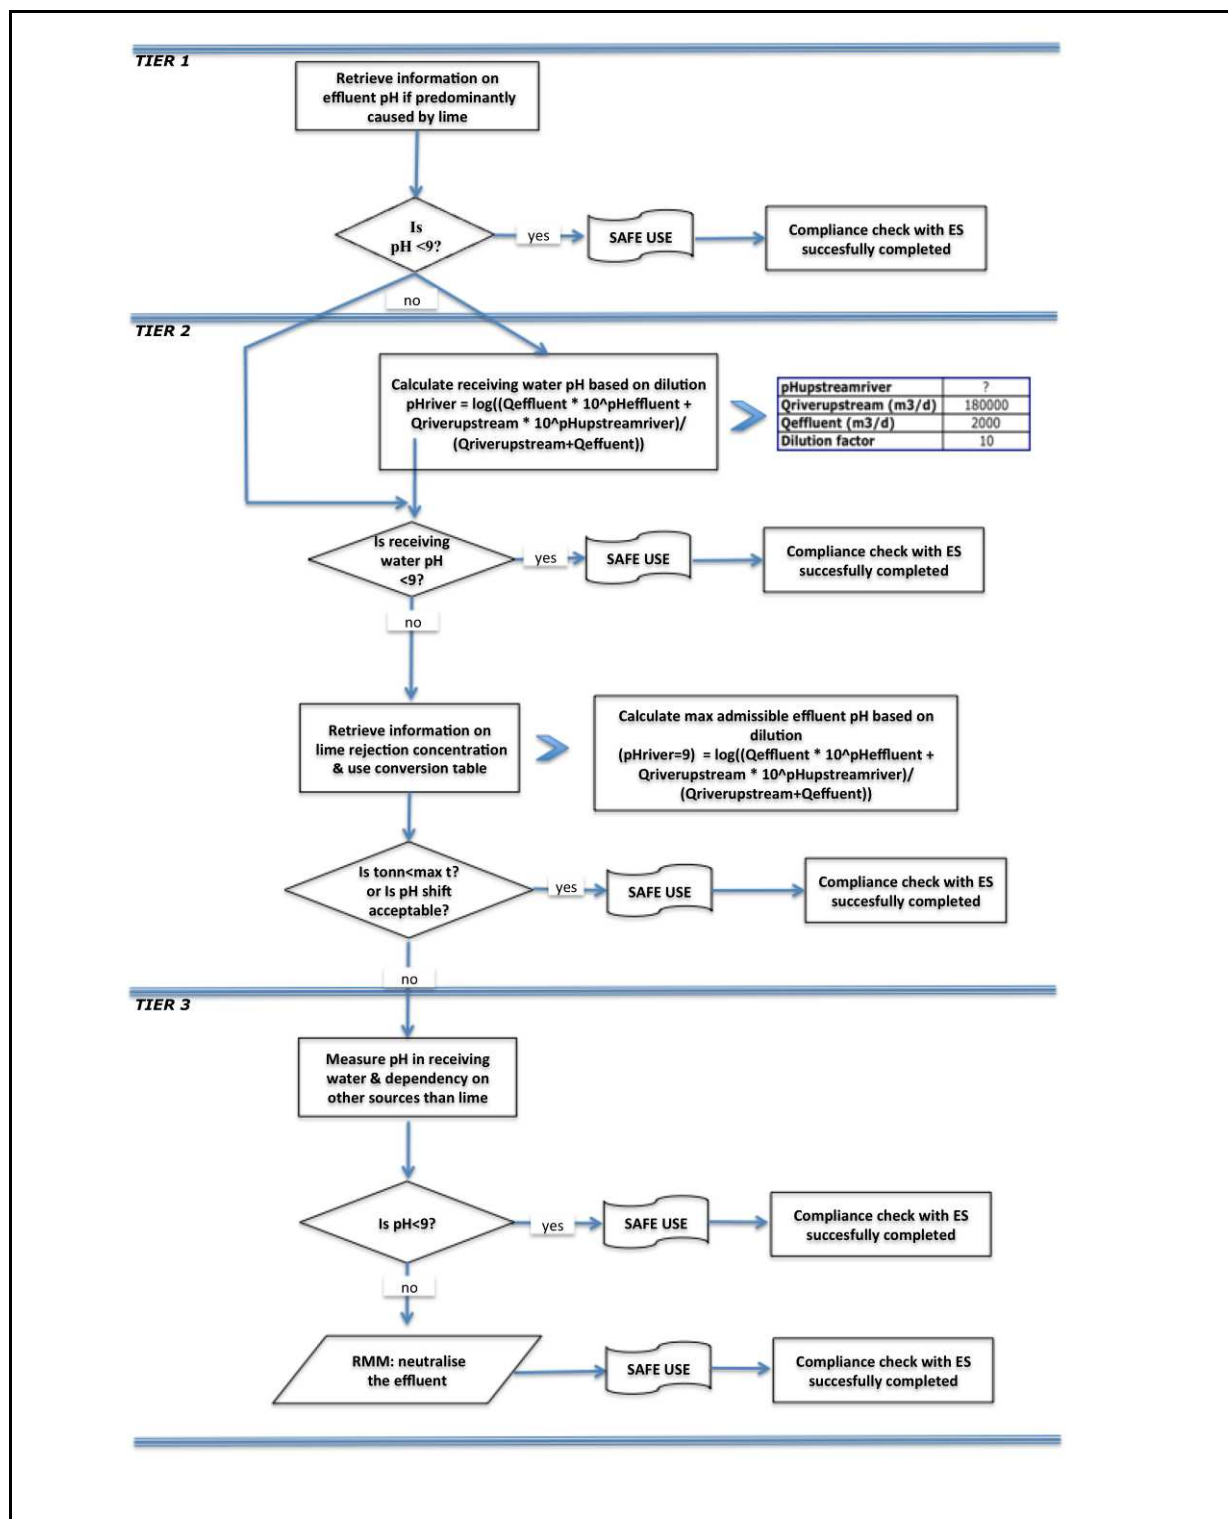 TIER 1
Retrieve information on
effluent pH if predominantly
caused by lime
Is
pH <9?
yes
SAFE USE
Compliance check with ES
succesfully completed
no
TIER 2
Calculate receiving water pH based on dilution
pHriver = log((Qeffluent * 10^pHeffluent +
Qriverupstream * 10^pHupstreamriver)/
(Qriverupstream+Qeffuent))
pHupstreamriver ?
Qriverupstream (m3/d) 180000
Qeffluent (m3/d) 2000
Dilution factor 10
Is receiving
water pH
<9?
yes
SAFE USE
Compliance check with ES
succesfully completed
no
Retrieve information on
lime rejection concentration
& use conversion table
Calculate max admissible effluent pH based on
dilution
(pHriver=9) = log((Qeffluent * 10^pHeffluent +
Qriverupstream * 10^pHupstreamriver)/
(Qriverupstream+Qeffuent))
Is tonn<max t?
or Is pH shift
acceptable?
yes
SAFE USE
Compliance check with ES
succesfully completed
no
TIER 3
Measure pH in receiving
water & dependency on
other sources than lime
Is pH<9?
yes
SAFE USE
Compliance check with ES
succesfully completed
no
RMM: neutralise
the effluent
SAFE USE
Compliance check with ES
succesfully completed